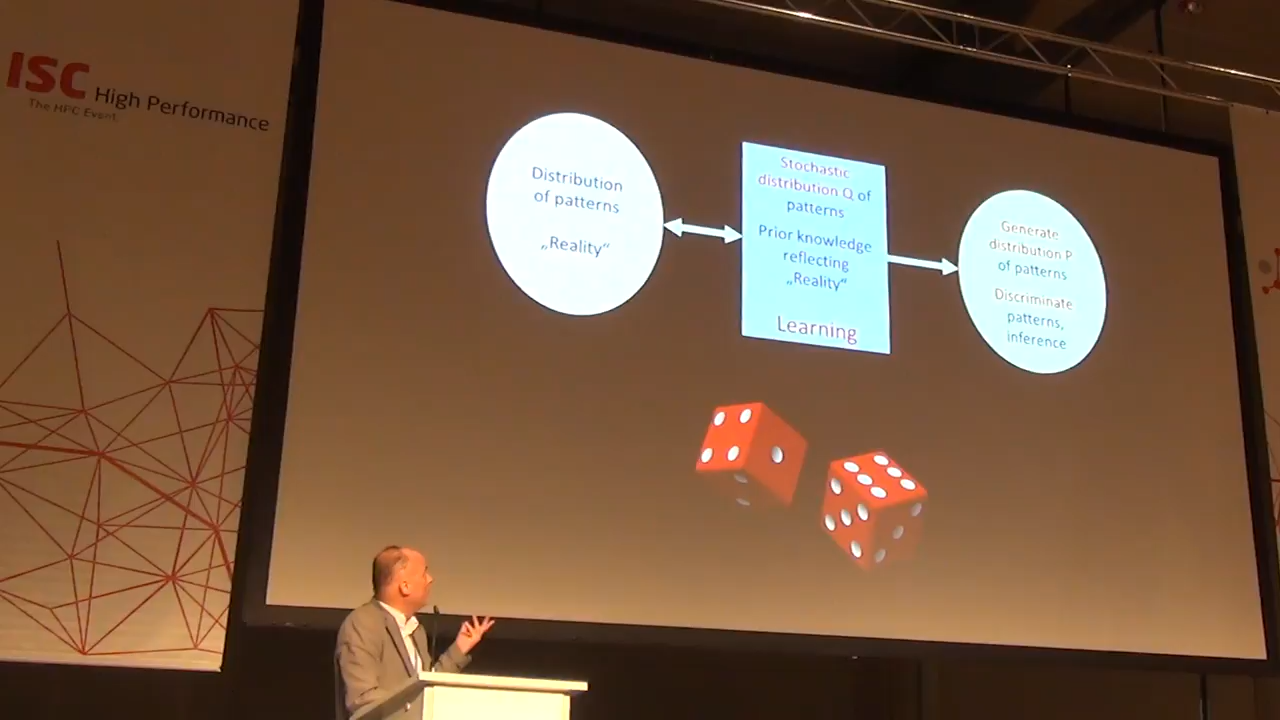 ISC High Performance
The HPC Event
Distribution
of patterns
„Reality“
Stochastic
distribution Q of
patterns
Prior knowledge
reflecting
„Reality“
Learning
Generate
distribution P
of patterns
Discriminate
patterns,
inference